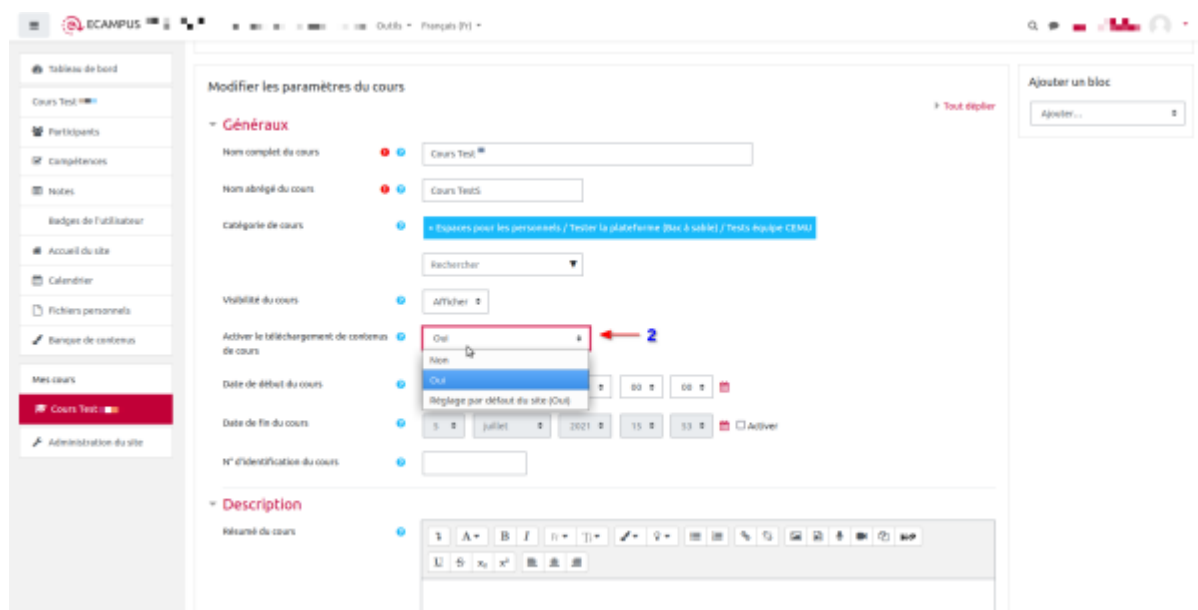 ECAMPUS
Outils
Français (fr)
Tableau de bord
Cours Test
Participants
Compétences
Notes
Badges de l'utilisateur
Accueil du site
Calendrier
Fichiers personnels
Banque de contenus
Mes cours
Cours Test
Administration du site
Modifier les paramètres du cours
Tout déplier
Généraux
Nom complet du cours
Cours Test
Nom abrégé du cours
Cours TestS
Catégorie de cours
× Espaces pour les personnels / Tester la plateforme (Bac à sable) / Tests équipe CEMU
Rechercher
Visibilité du cours
Afficher
Activer le téléchargement de contenus
de cours
Oui
2
Non
Oui
Réglage par défaut du site (Oui)
Date de début du cours
00 00
Date de fin du cours
5 juillet 2021 15 53 Activer
N° d'identification du cours
Description
Résumé du cours
Ajouter un bloc
Ajouter...